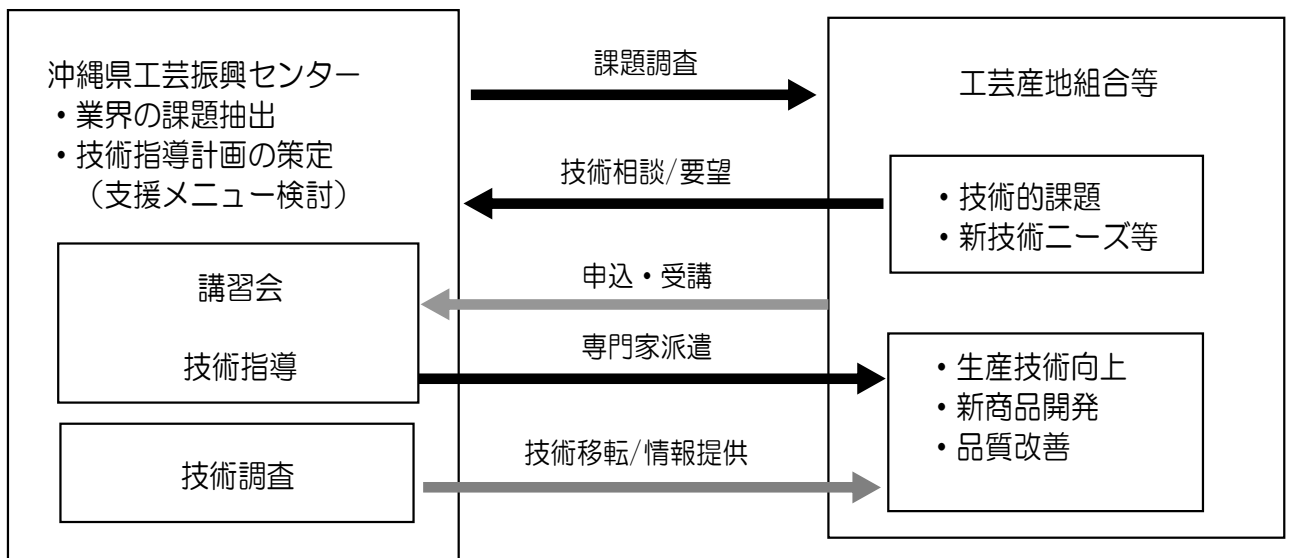 沖縄県工芸振興センター
・業界の課題抽出
・技術指導計画の策定
（支援メニュー検討）
講習会
技術指導
技術調査
課題調査
技術相談/要望
申込・受講
専門家派遣
技術移転/情報提供
工芸産地組合等
・技術的課題
・新技術ニーズ等
・生産技術向上
・新商品開発
・品質改善